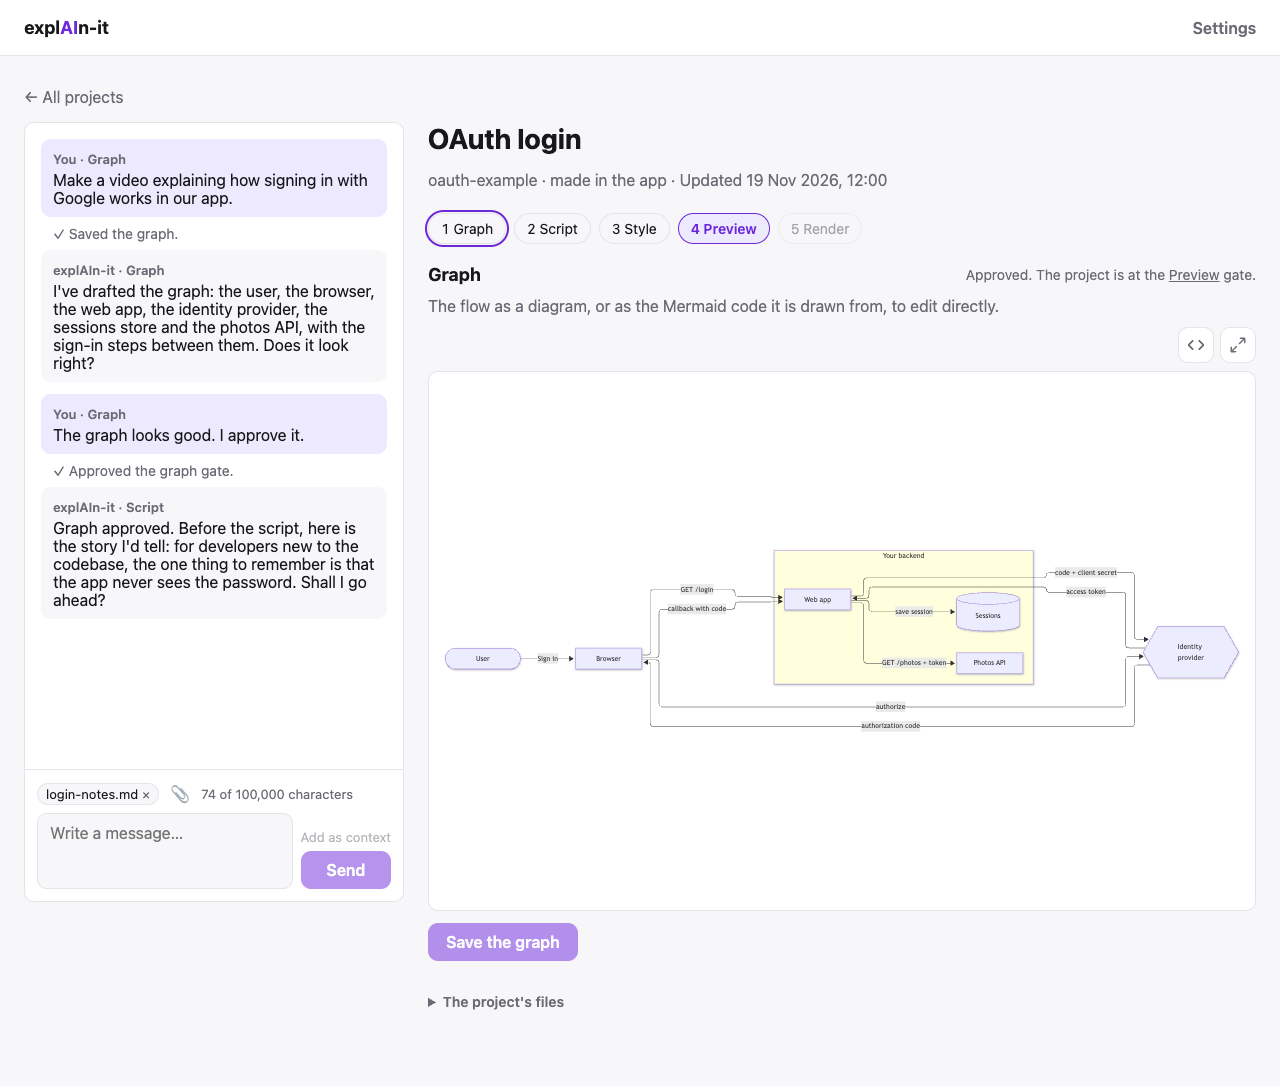 explAIn-it
Settings
← All projects
You · Graph
Make a video explaining how signing in with
Google works in our app.
✓ Saved the graph.
explAIn-it · Graph
I've drafted the graph: the user, the browser,
the web app, the identity provider, the
sessions store and the photos API, with the
sign-in steps between them. Does it look
right?
You · Graph
The graph looks good. I approve it.
✓ Approved the graph gate.
explAIn-it · Script
Graph approved. Before the script, here is
the story I'd tell: for developers new to the
codebase, the one thing to remember is that
the app never sees the password. Shall I go
ahead?
login-notes.md ×
74 of 100,000 characters
Write a message...
Add as context
Send
OAuth login
oauth-example · made in the app · Updated 19 Nov 2026, 12:00
1 Graph
2 Script
3 Style
4 Preview
5 Render
Graph
Approved. The project is at the Preview gate.
The flow as a diagram, or as the Mermaid code it is drawn from, to edit directly.
Your backend
GET /login
callback with code
Web app
save session
Sessions
code + client secret
access token
User
Sign in
Browser
GET /photos + token
Photos API
Identity
provider
authorize
authorization code
Save the graph
The project's files